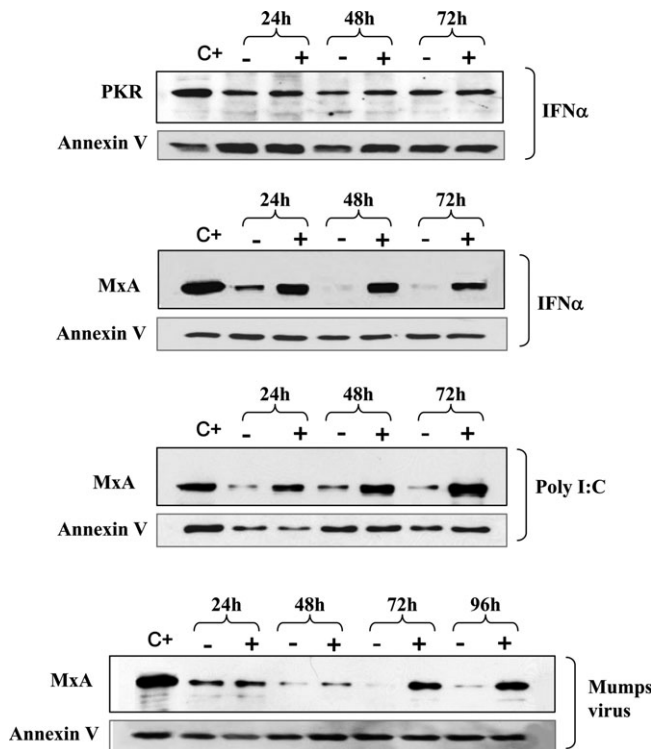 24h 48h 72h
C+ - + - + - +
PKR
IFNα
Annexin V
24h 48h 72h
C+ - + - + - +
MxA
IFNα
Annexin V
24h 48h 72h
C+ - + - + - +
MxA
Poly I:C
Annexin V
24h 48h 72h 96h
C+ - + - + - + - +
MxA
Mumps
virus
Annexin V